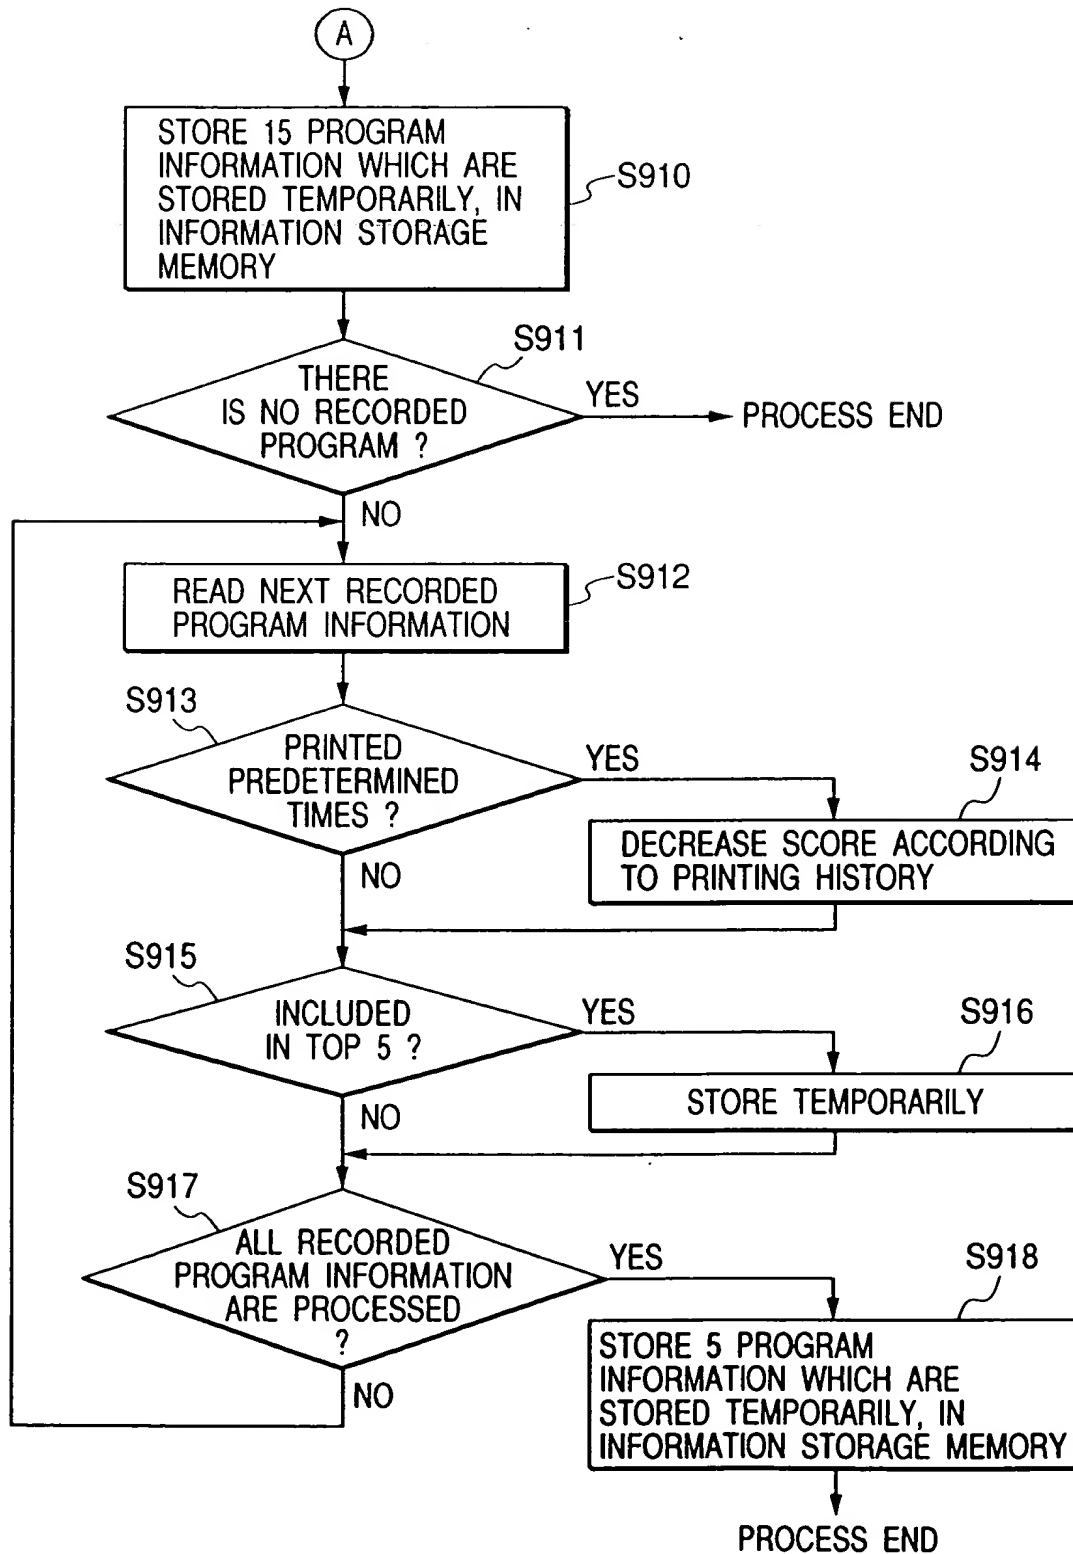 A
STORE 15 PROGRAM
INFORMATION WHICH ARE
STORED TEMPORARILY, IN
INFORMATION STORAGE
MEMORY
S910
S911
THERE
IS NO RECORDED
PROGRAM ?
YES
PROCESS END
NO
READ NEXT RECORDED
PROGRAM INFORMATION
S912
S913
PRINTED
PREDETERMINED
TIMES ?
YES
S914
DECREASE SCORE ACCORDING
TO PRINTING HISTORY
NO
S915
INCLUDED
IN TOP 5 ?
YES
S916
STORE TEMPORARILY
NO
S917
ALL RECORDED
PROGRAM INFORMATION
ARE PROCESSED
?
YES
S918
STORE 5 PROGRAM
INFORMATION WHICH ARE
STORED TEMPORARILY, IN
INFORMATION STORAGE MEMORY
NO
PROCESS END